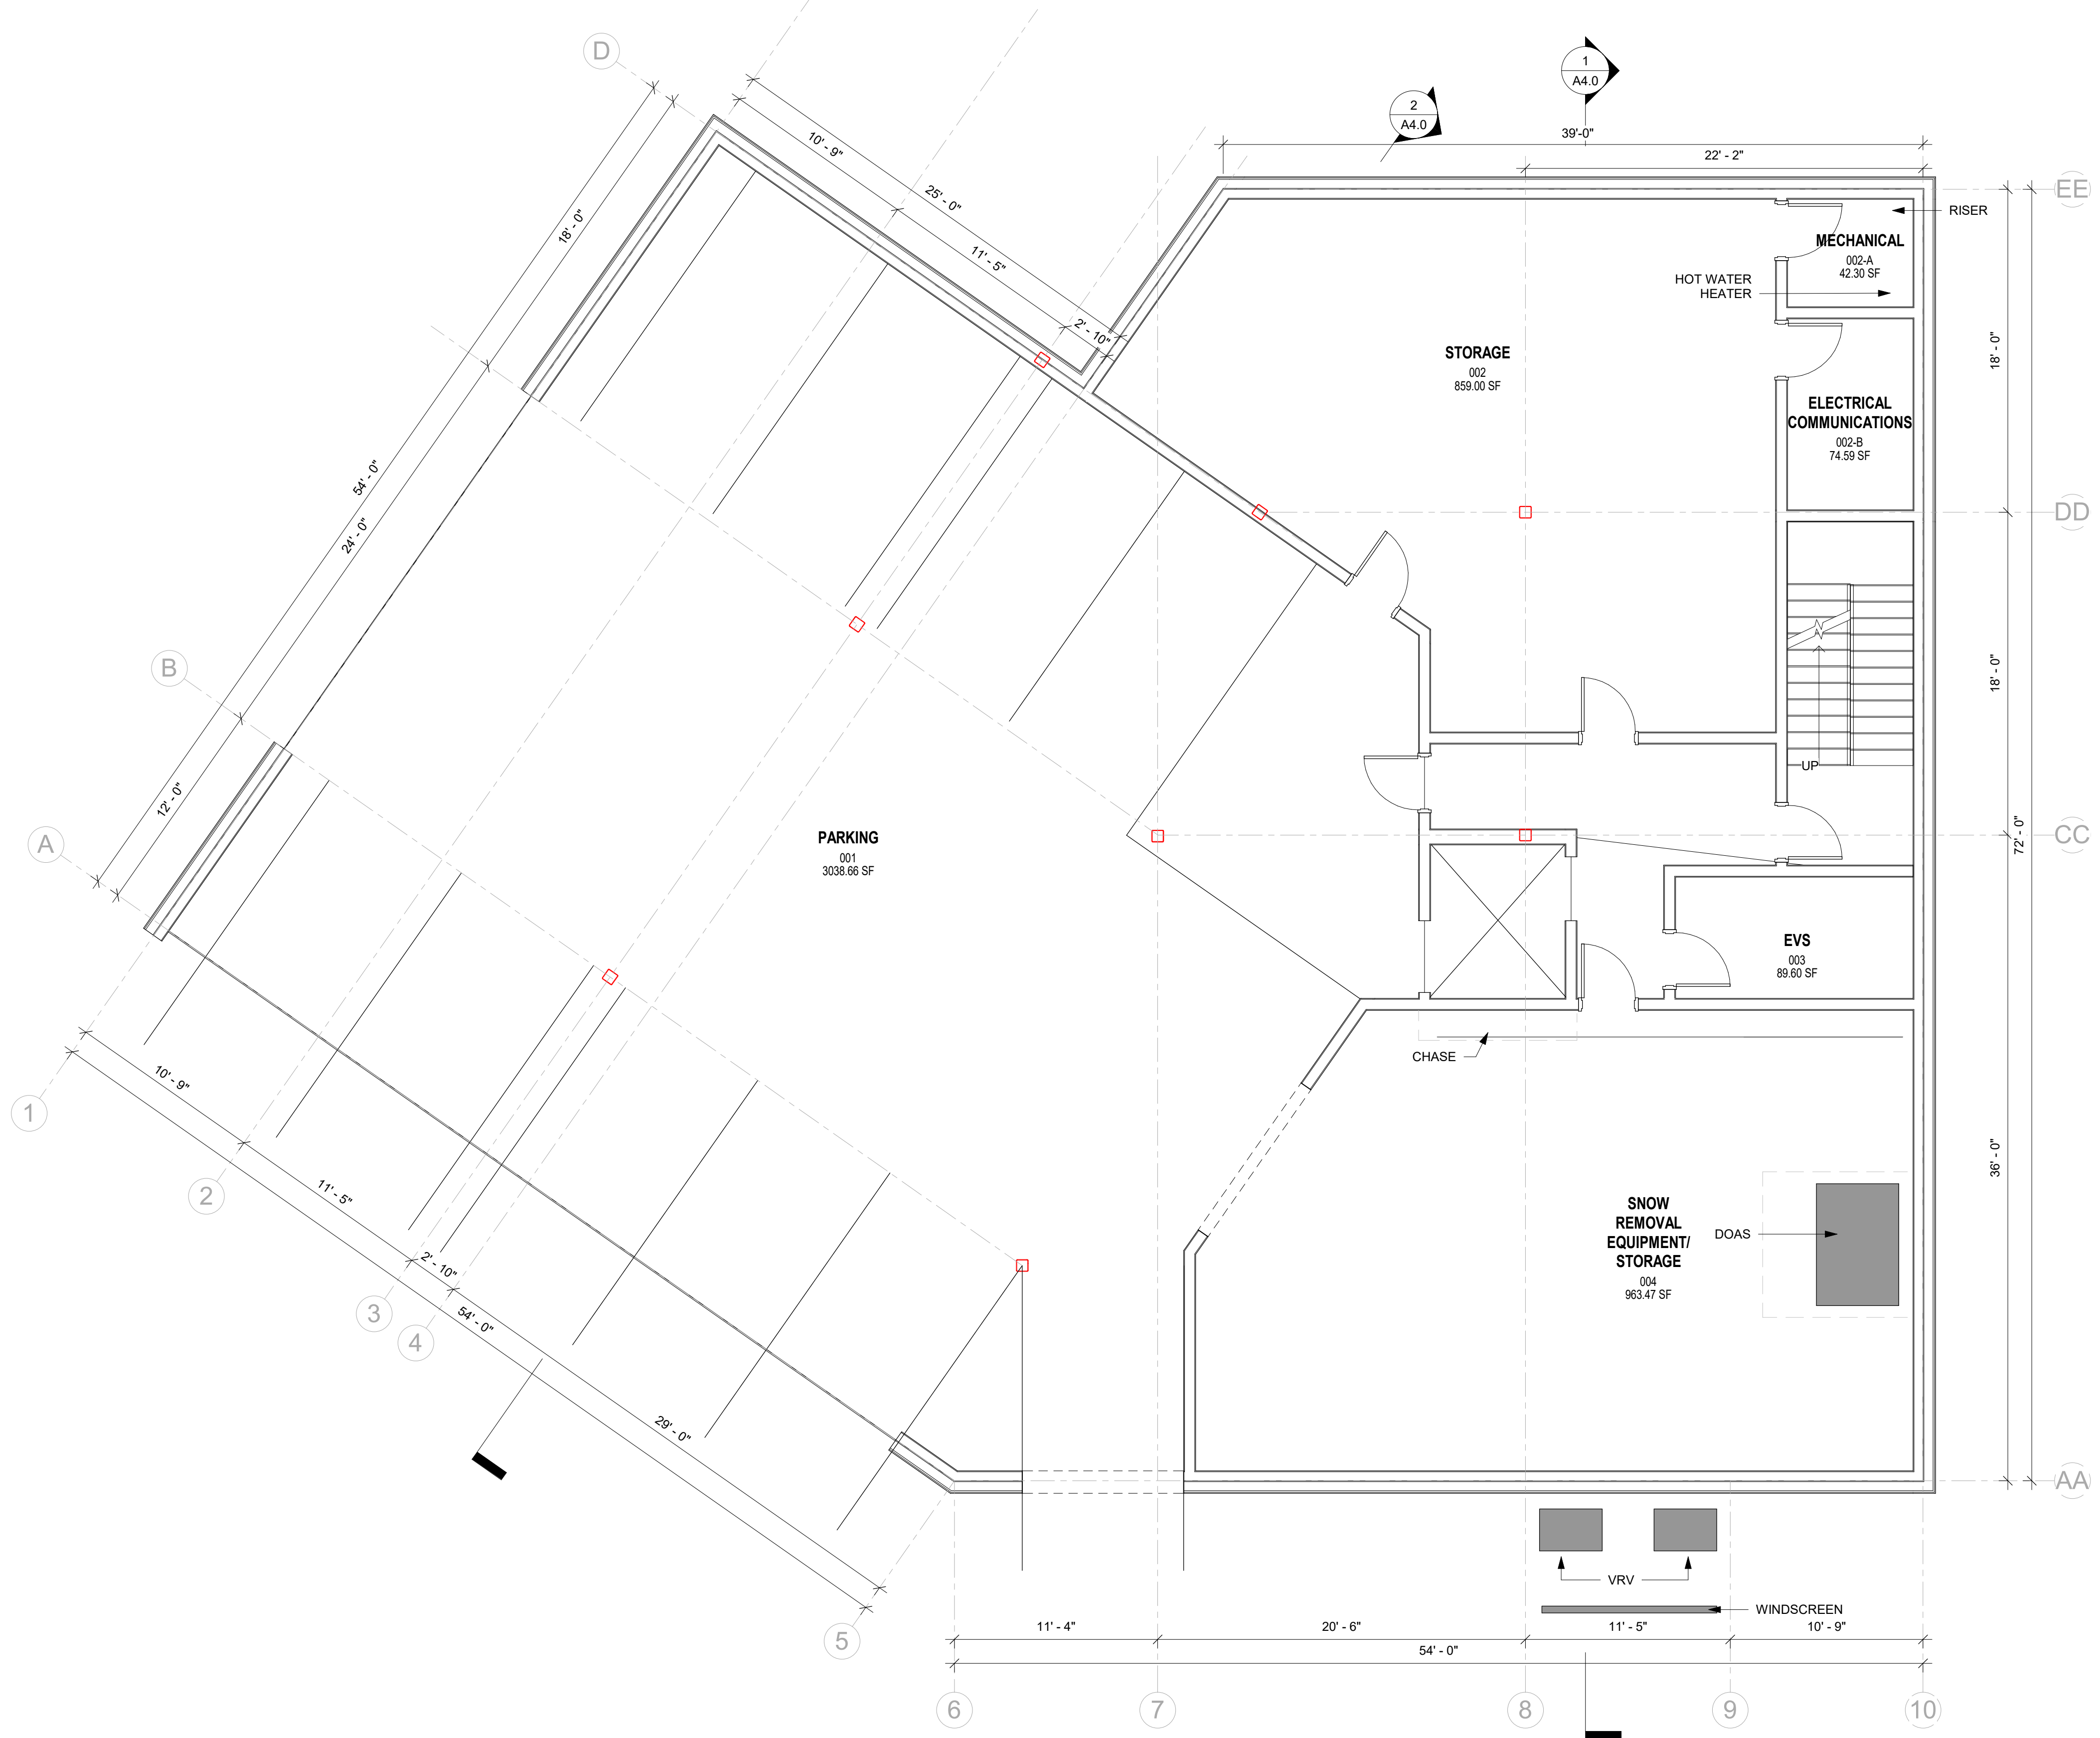 D
1
A4.0
2
A4.0
39'-0"
22' - 2"
10' - 9"
25' - 0"
11' - 5"
2' - 10"
18' - 0"
EE
RISER
MECHANICAL
002-A
42.30 SF
HOT WATER
HEATER
STORAGE
002
859.00 SF
18' - 0"
ELECTRICAL
COMMUNICATIONS
002-B
74.59 SF
54' - 0"
24' - 0"
DD
B
18' - 0"
UP
12' - 0"
A
PARKING
001
3038.66 SF
CC
72' - 0"
EVS
003
89.60 SF
CHASE
10' - 9"
1
11' - 5"
2
36' - 0"
SNOW
REMOVAL
EQUIPMENT/
STORAGE
004
963.47 SF
DOAS
2' - 10"
3
4
54' - 0"
29' - 0"
AA
VRV
WINDSCREEN
5
11' - 4"
20' - 6"
11' - 5"
10' - 9"
54' - 0"
6
7
8
9
10